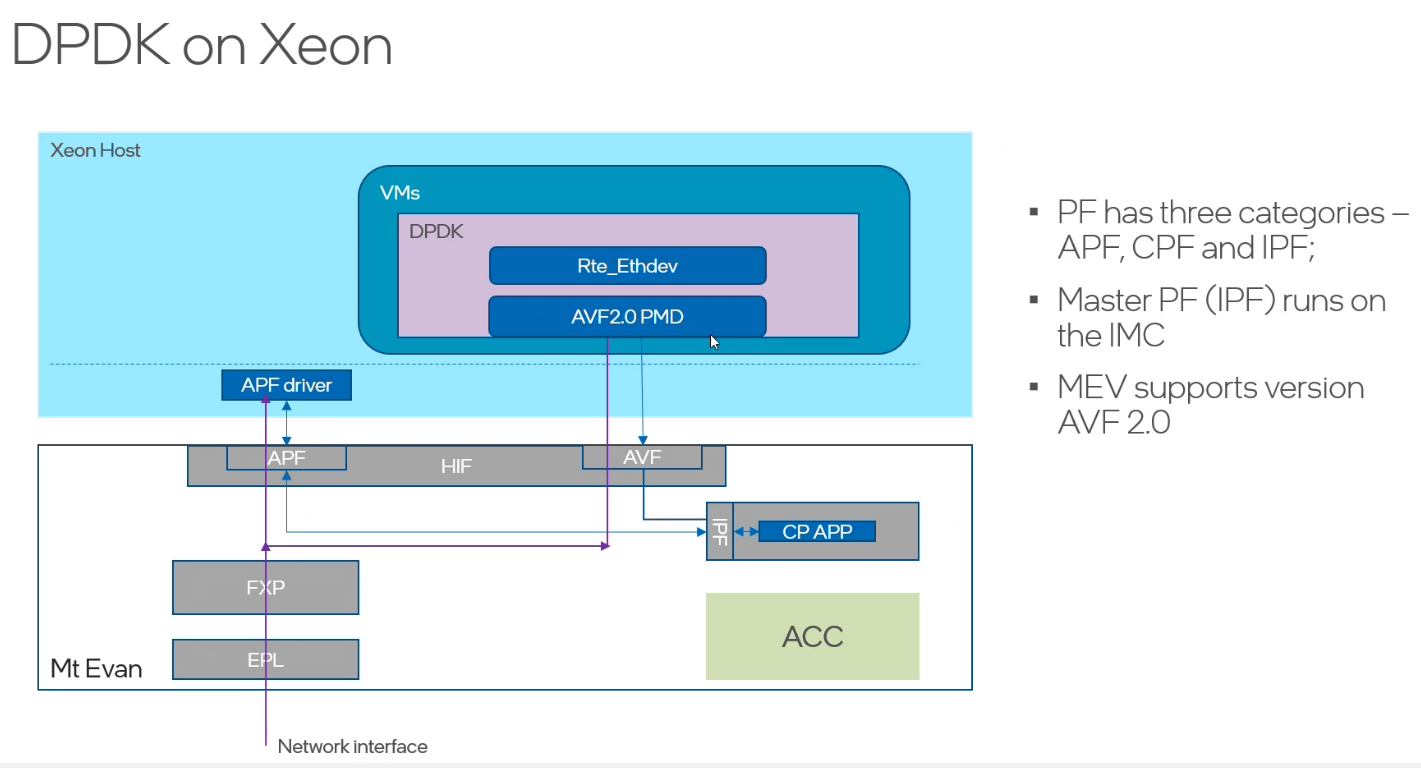 DPDK on Xeon
Xeon Host
VMs
DPDK
Rte_Ethdev
AVF2.0 PMD
APF driver
APF
HIF
AVF
IPF
CP APP
FXP
EPL
ACC
Mt Evan
Network interface
PF has three categories –
APF, CPF and IPF;
Master PF (IPF) runs on
the IMC
MEV supports version
AVF 2.0